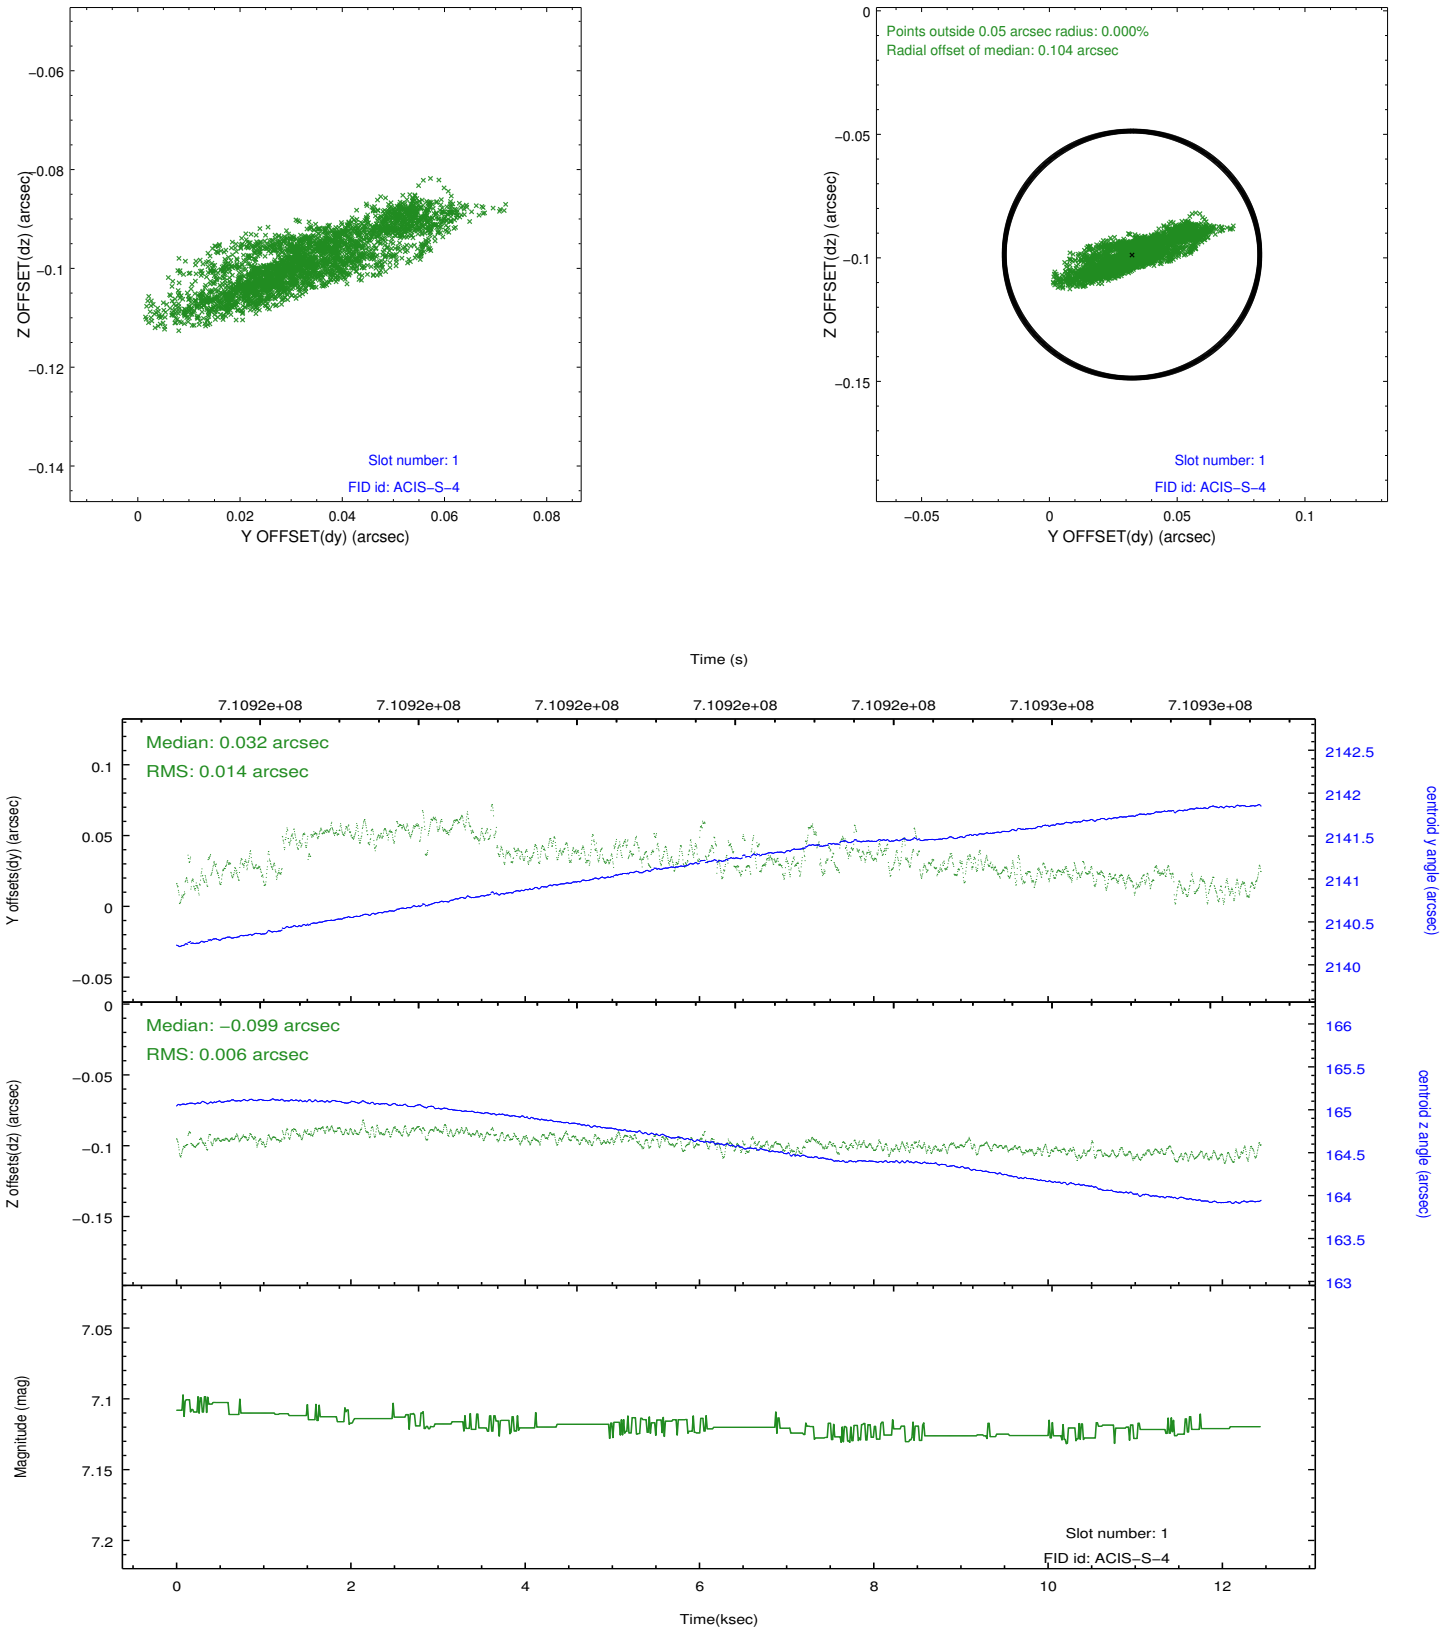 −0.06
−0.08
−0.1
−0.12
−0.14
Z OFFSET(dz) (arcsec)
Slot number: 1
FID id: ACIS−S−4
0 0.02 0.04 0.06 0.08
Y OFFSET(dy) (arcsec)
Points outside 0.05 arcsec radius: 0.000%
Radial offset of median: 0.104 arcsec
0
−0.05
−0.1
−0.15
Z OFFSET(dz) (arcsec)
Slot number: 1
FID id: ACIS−S−4
−0.05 0 0.05 0.1
Y OFFSET(dy) (arcsec)
Time (s)
7.1092e+08 7.1092e+08 7.1092e+08 7.1092e+08 7.1092e+08 7.1093e+08 7.1093e+08
Median: 0.032 arcsec
RMS: 0.014 arcsec
0.1
0.05
0
−0.05
Y offsets(dy) (arcsec)
2142.5
2142
2141.5
2141
2140.5
2140
centroid y angle (arcsec)
Median: −0.099 arcsec
RMS: 0.006 arcsec
0
−0.05
−0.1
−0.15
Z offsets(dz) (arcsec)
166
165.5
165
164.5
164
163.5
163
centroid z angle (arcsec)
7.05
7.1
7.15
7.2
Magnitude (mag)
Slot number: 1
FID id: ACIS−S−4
0 2 4 6 8 10 12
Time(ksec)